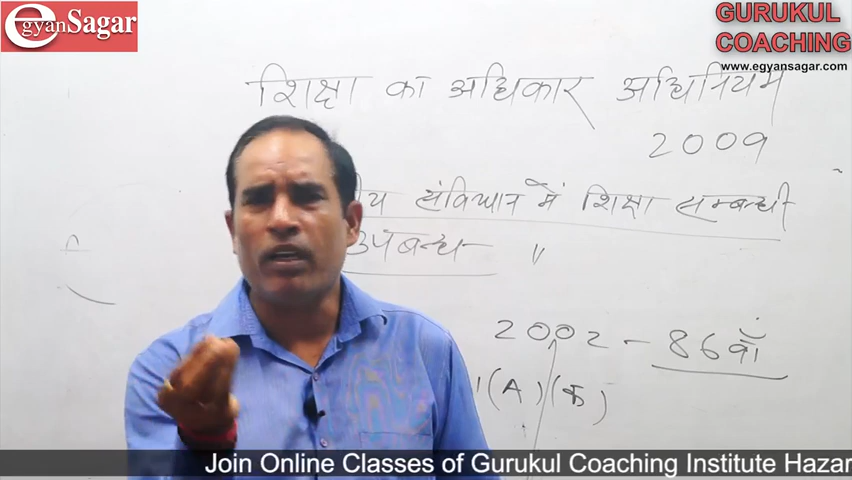 egyanSagar
GURUKUL
COACHING
www.egyansagar.com
शिक्षा का अधिकार अधिनियम
2009
संविधान में शिक्षा सम्बन्धी
उपबन्ध "
2002 - 86वाँ
(A) (क)
Join Online Classes of Gurukul Coaching Institute Hazar